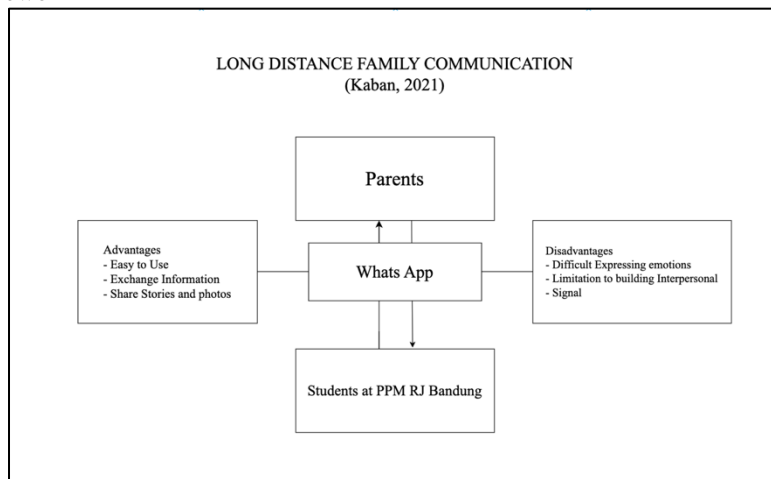 LONG DISTANCE FAMILY COMMUNICATION
(Kaban, 2021)
Parents
Advantages
- Easy to Use
- Exchange Information
- Share Stories and photos
Whats App
Disadvantages
- Difficult Expressing emotions
- Limitation to building Interpersonal
- Signal
Students at PPM RJ Bandung